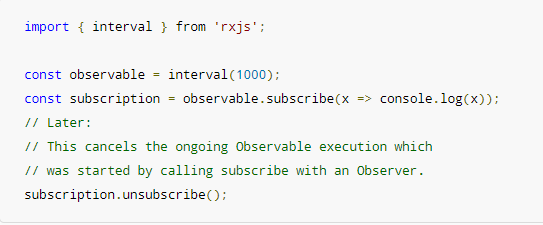 import { interval } from 'rxjs';
const observable = interval(1000);
const subscription = observable.subscribe(x => console.log(x));
// Later:
// This cancels the ongoing Observable execution which
// was started by calling subscribe with an Observer.
subscription.unsubscribe();